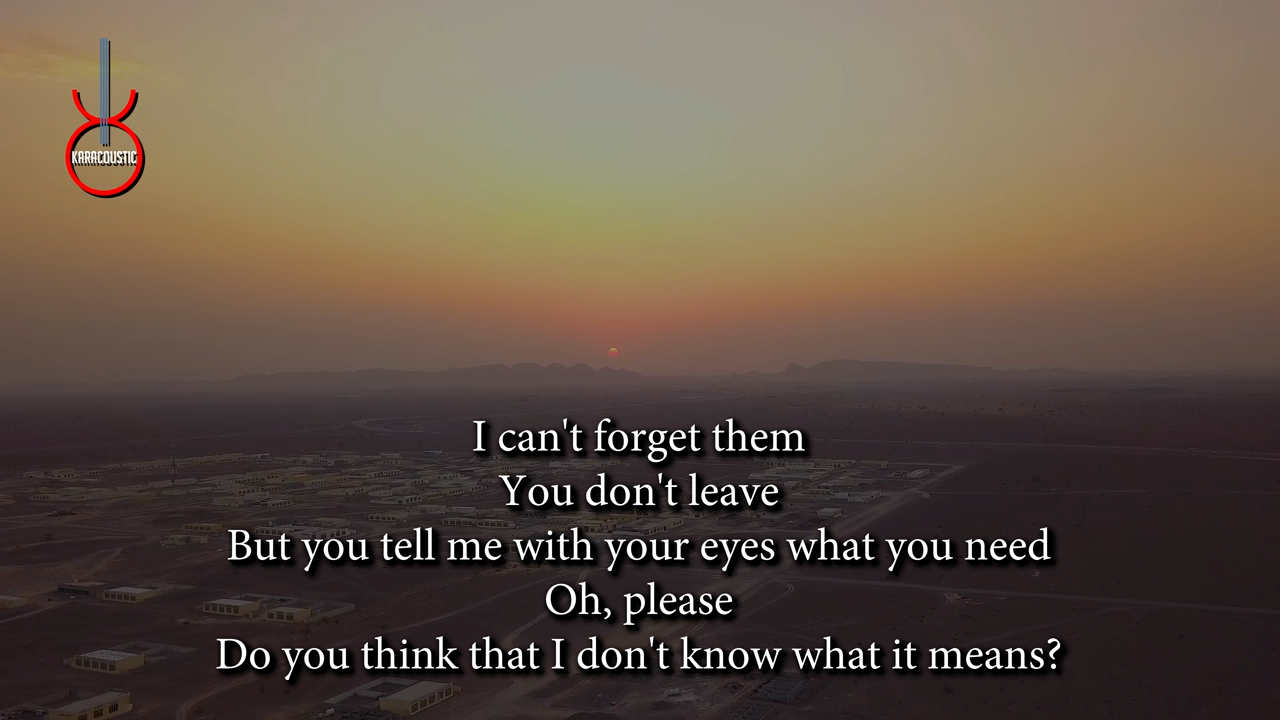 KARACOUSTIC
I can't forget them
You don't leave
But you tell me with your eyes what you need
Oh, please
Do you think that I don't know what it means?